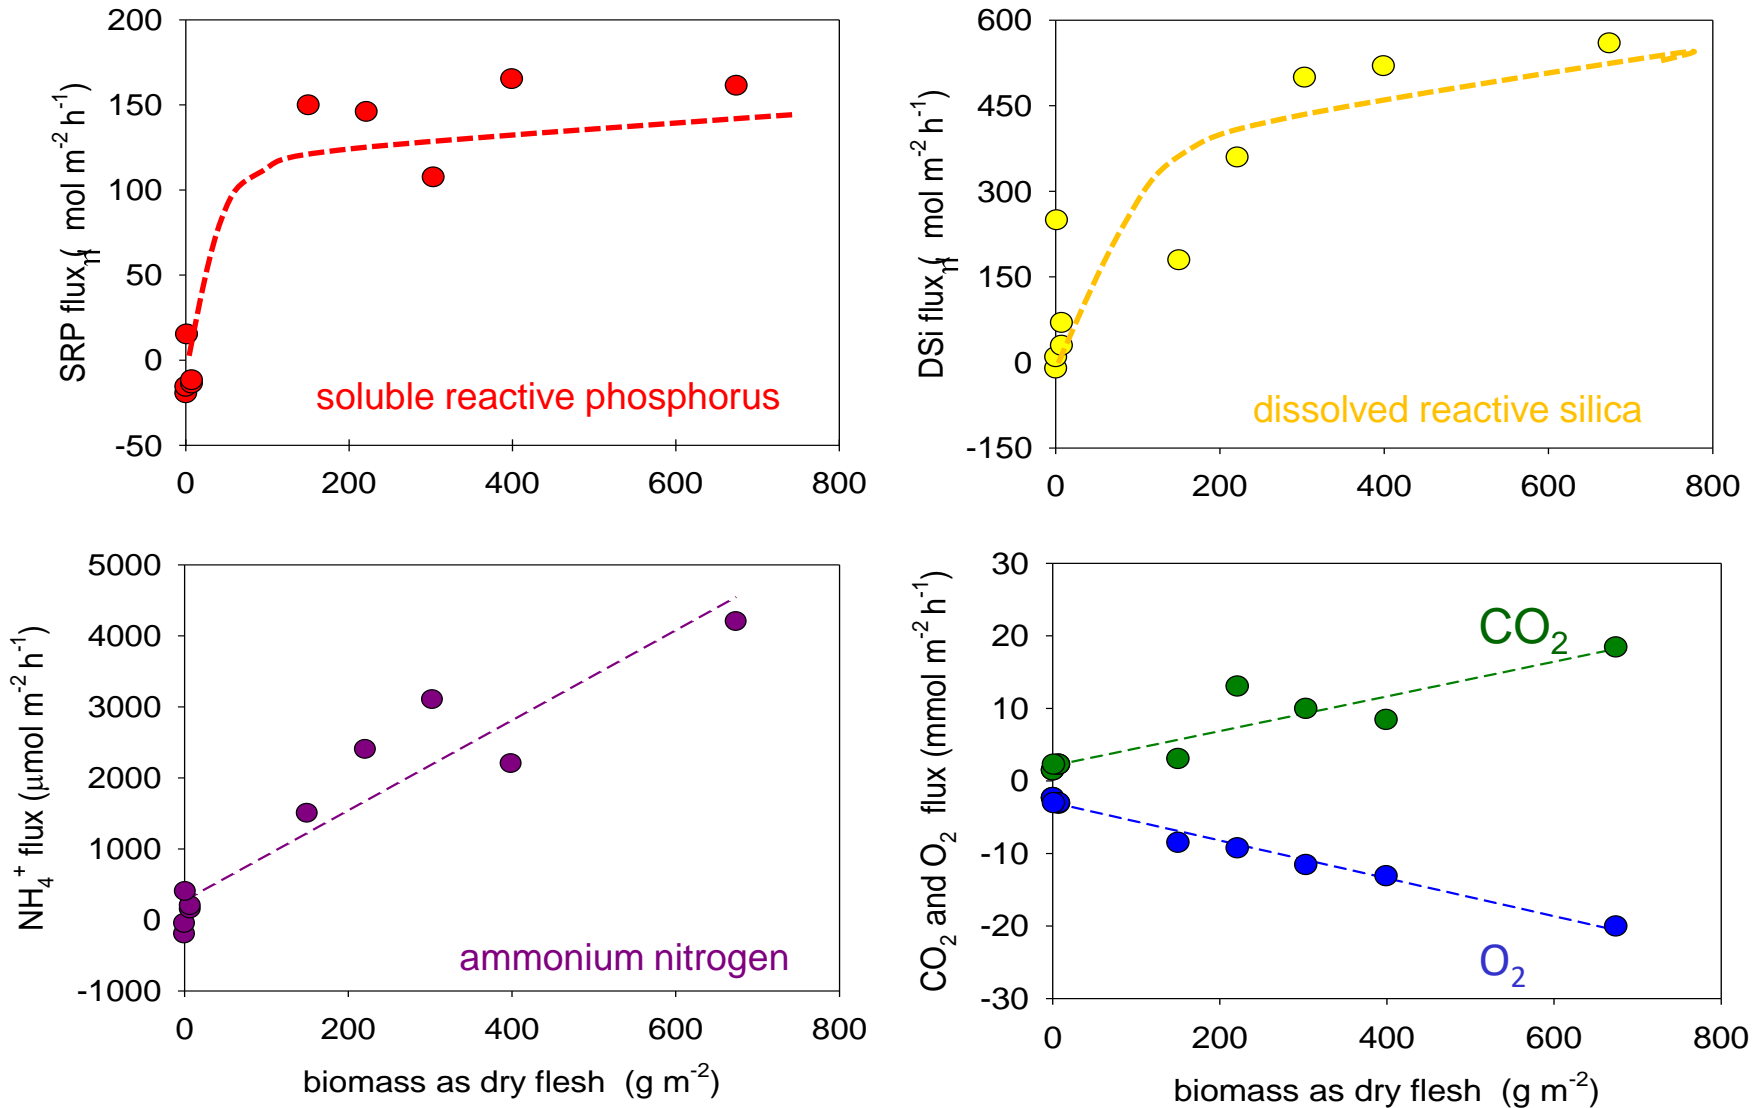 200
150
100
50
0
-50
0 200 400 600 800
SRP flux ( mol m⁻² h⁻¹)
soluble reactive phosphorus
600
450
300
150
0
-150
0 200 400 600 800
DSi flux ( mol m⁻² h⁻¹)
dissolved reactive silica
5000
4000
3000
2000
1000
0
-1000
0 200 400 600 800
NH₄⁺ flux (μmol m⁻² h⁻¹)
ammonium nitrogen
biomass as dry flesh (g m⁻²)
30
20
10
0
-10
-20
-30
0 200 400 600 800
CO₂ and O₂ flux (mmol m⁻² h⁻¹)
CO₂
O₂
biomass as dry flesh (g m⁻²)